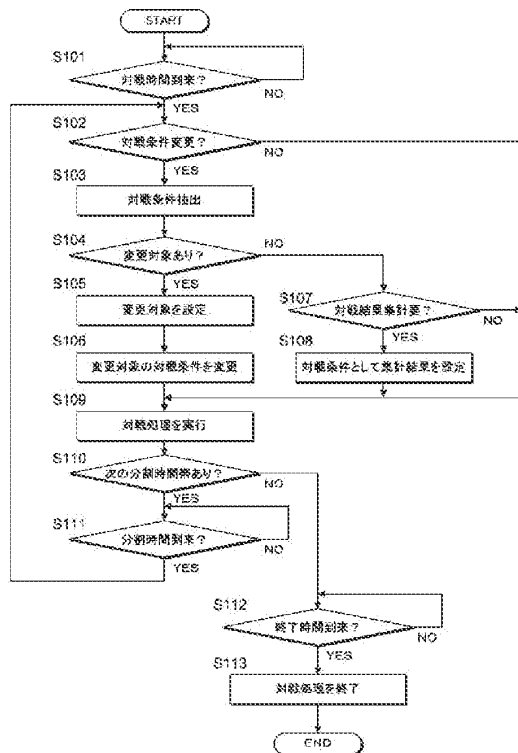 START
S101
対戦時間到来?
NO
YES
S102
対戦条件変更?
NO
YES
S103
対戦条件抽出
S104
変更対象あり?
NO
YES
S105
変更対象を設定
S107
対戦結果集計要?
NO
YES
S106
変更対象の対戦条件を変更
S108
対戦条件として集計結果を設定
S109
対戦処理を実行
S110
次の分割時間帯あり?
NO
YES
S111
分割時間到来?
NO
YES
S112
終了時間到来?
NO
YES
S113
対戦処理を終了
END